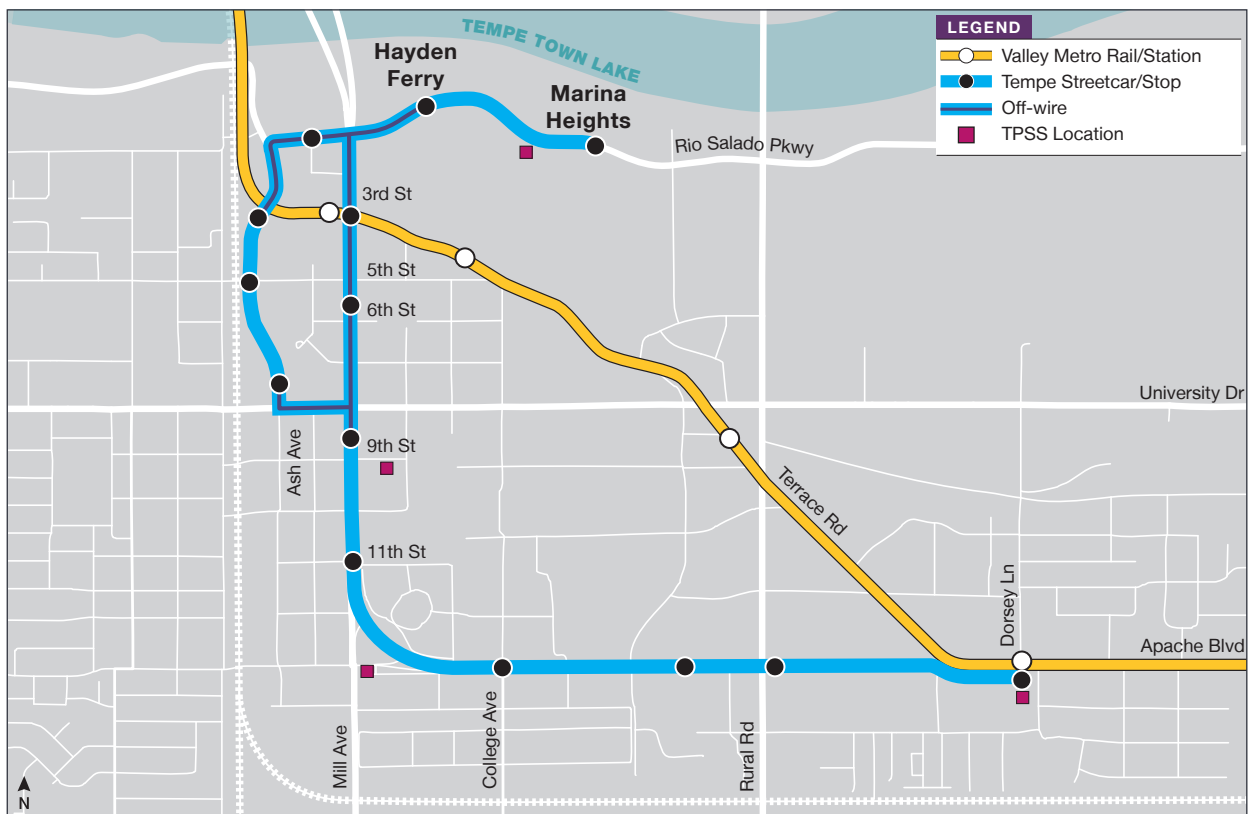 TEMPE TOWN LAKE
LEGEND
Valley Metro Rail/Station
Tempe Streetcar/Stop
Off-wire
TPSS Location
Hayden
Ferry
Marina
Heights
Rio Salado Pkwy
3rd St
5th St
6th St
University Dr
9th St
Ash Ave
Terrace Rd
11th St
Dorsey Ln
Apache Blvd
Mill Ave
College Ave
Rural Rd
N